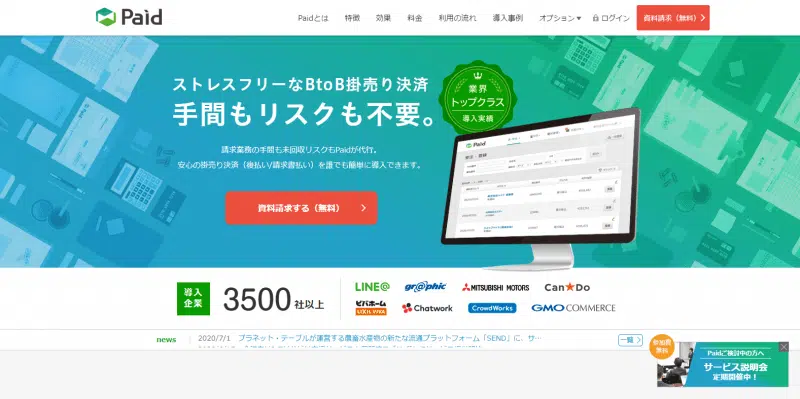 Paid
Paidとは 特徴 効果 料金 利用の流れ 導入事例 オプション▼ ログイン 資料請求（無料）
ストレスフリーなBtoB掛売り決済
手間もリスクも不要。
業界
トップクラス
導入実績
請求業務の手間も未回収リスクもPaidが代行。
安心の掛売り決済（後払い/請求書払い）を誰でも簡単に導入できます。
資料請求する（無料）
Paid
導入
企業
3500社以上
LINE@ graphic MITSUBISHI MOTORS Can★Do
ビバホーム VIVA HOME Chatwork CrowdWorks GMO COMMERCE
news 2020/7/1 プラネット・テーブルが運営する農畜水産物の新たな流通プラットフォーム「SEND」に、サ… 一覧
参加費
無料
Paidご検討中の方へ
サービス説明会
定期開催中！